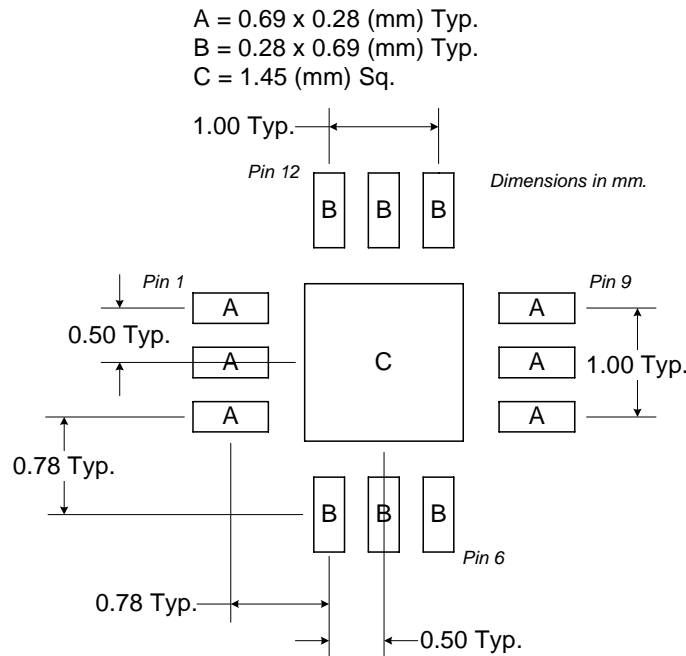 A = 0.69 x 0.28 (mm) Typ.
B = 0.28 x 0.69 (mm) Typ.
C = 1.45 (mm) Sq.
1.00 Typ.
Pin 12
Dimensions in mm.
B B B
Pin 1
Pin 9
A A
0.50 Typ.
A C A
1.00 Typ.
A A
0.78 Typ.
B B B
Pin 6
0.78 Typ.
0.50 Typ.